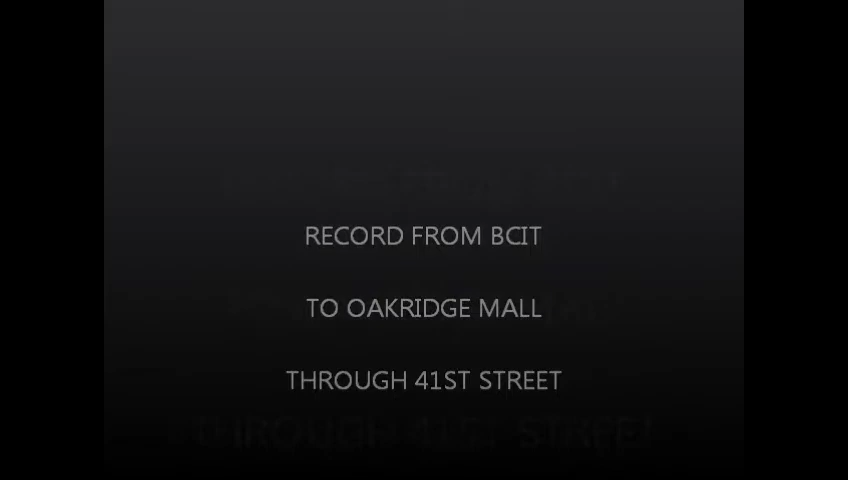 RECORD FROM BCIT
TO OAKRIDGE MALL
THROUGH 41ST STREET